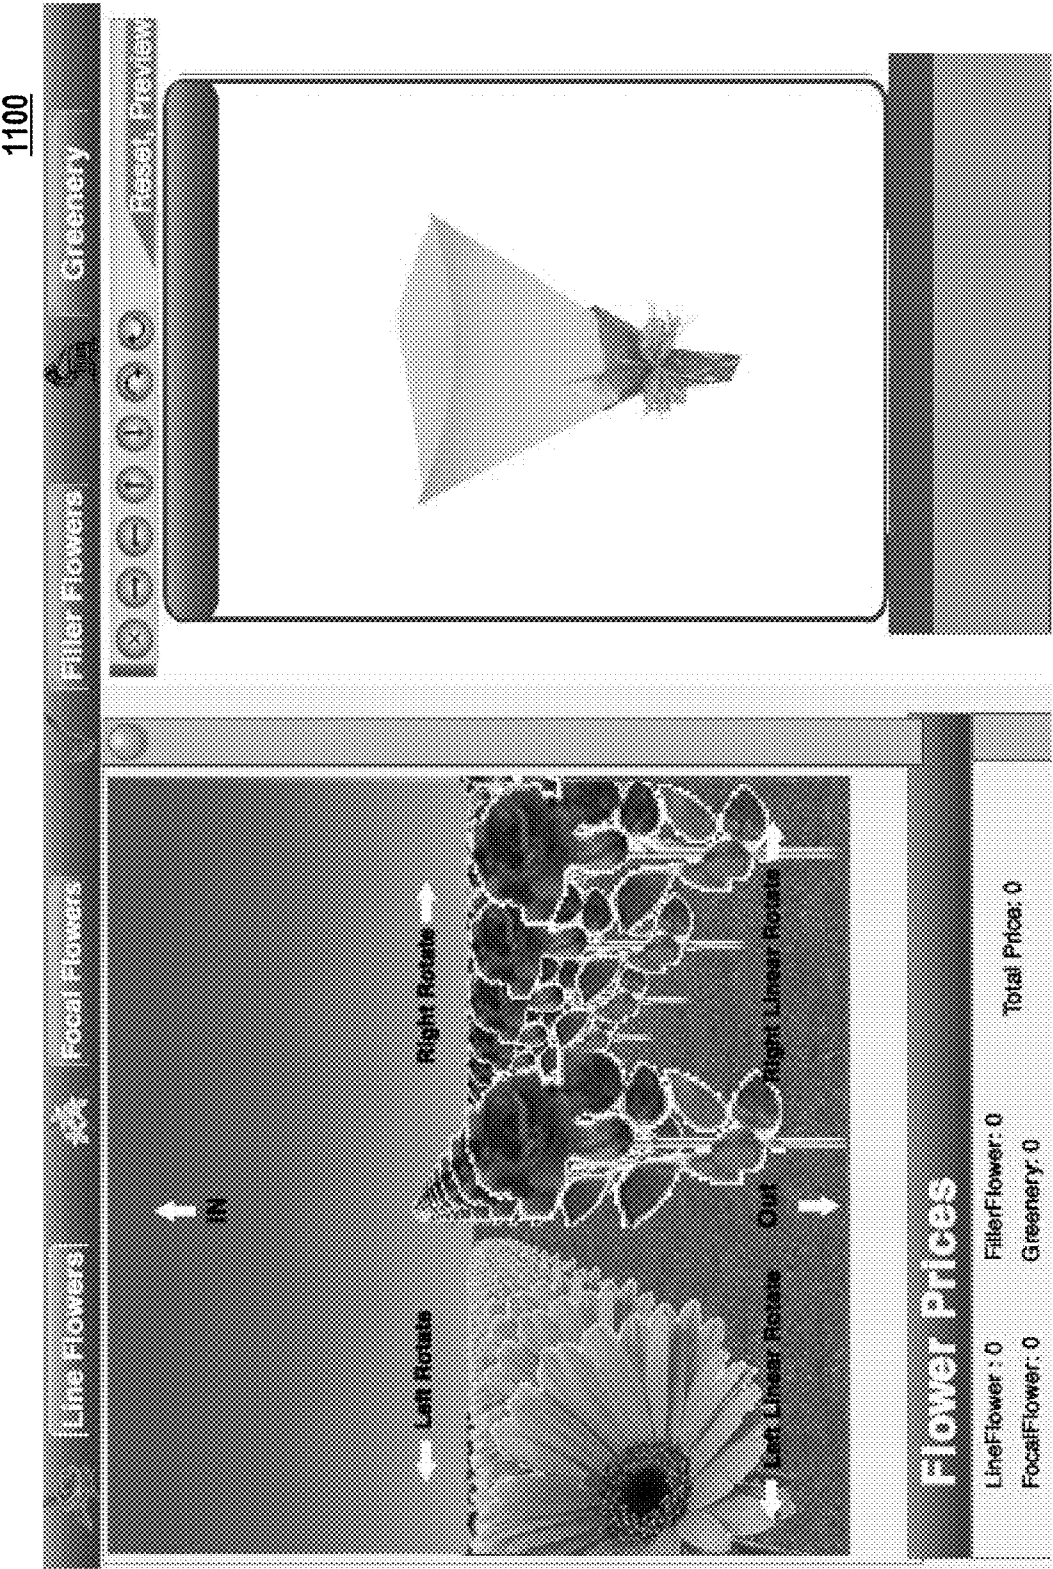 1100
Line Flowers Focal Flowers Filler Flowers Greenery
Reset Preview
IN
Left Rotate Right Rotate
Out
Left Linear Rotate Right Linear Rotate
Flower Prices
LineFlower : 0 FillerFlower: 0
FocalFlower: 0 Greenery: 0
Total Price: 0